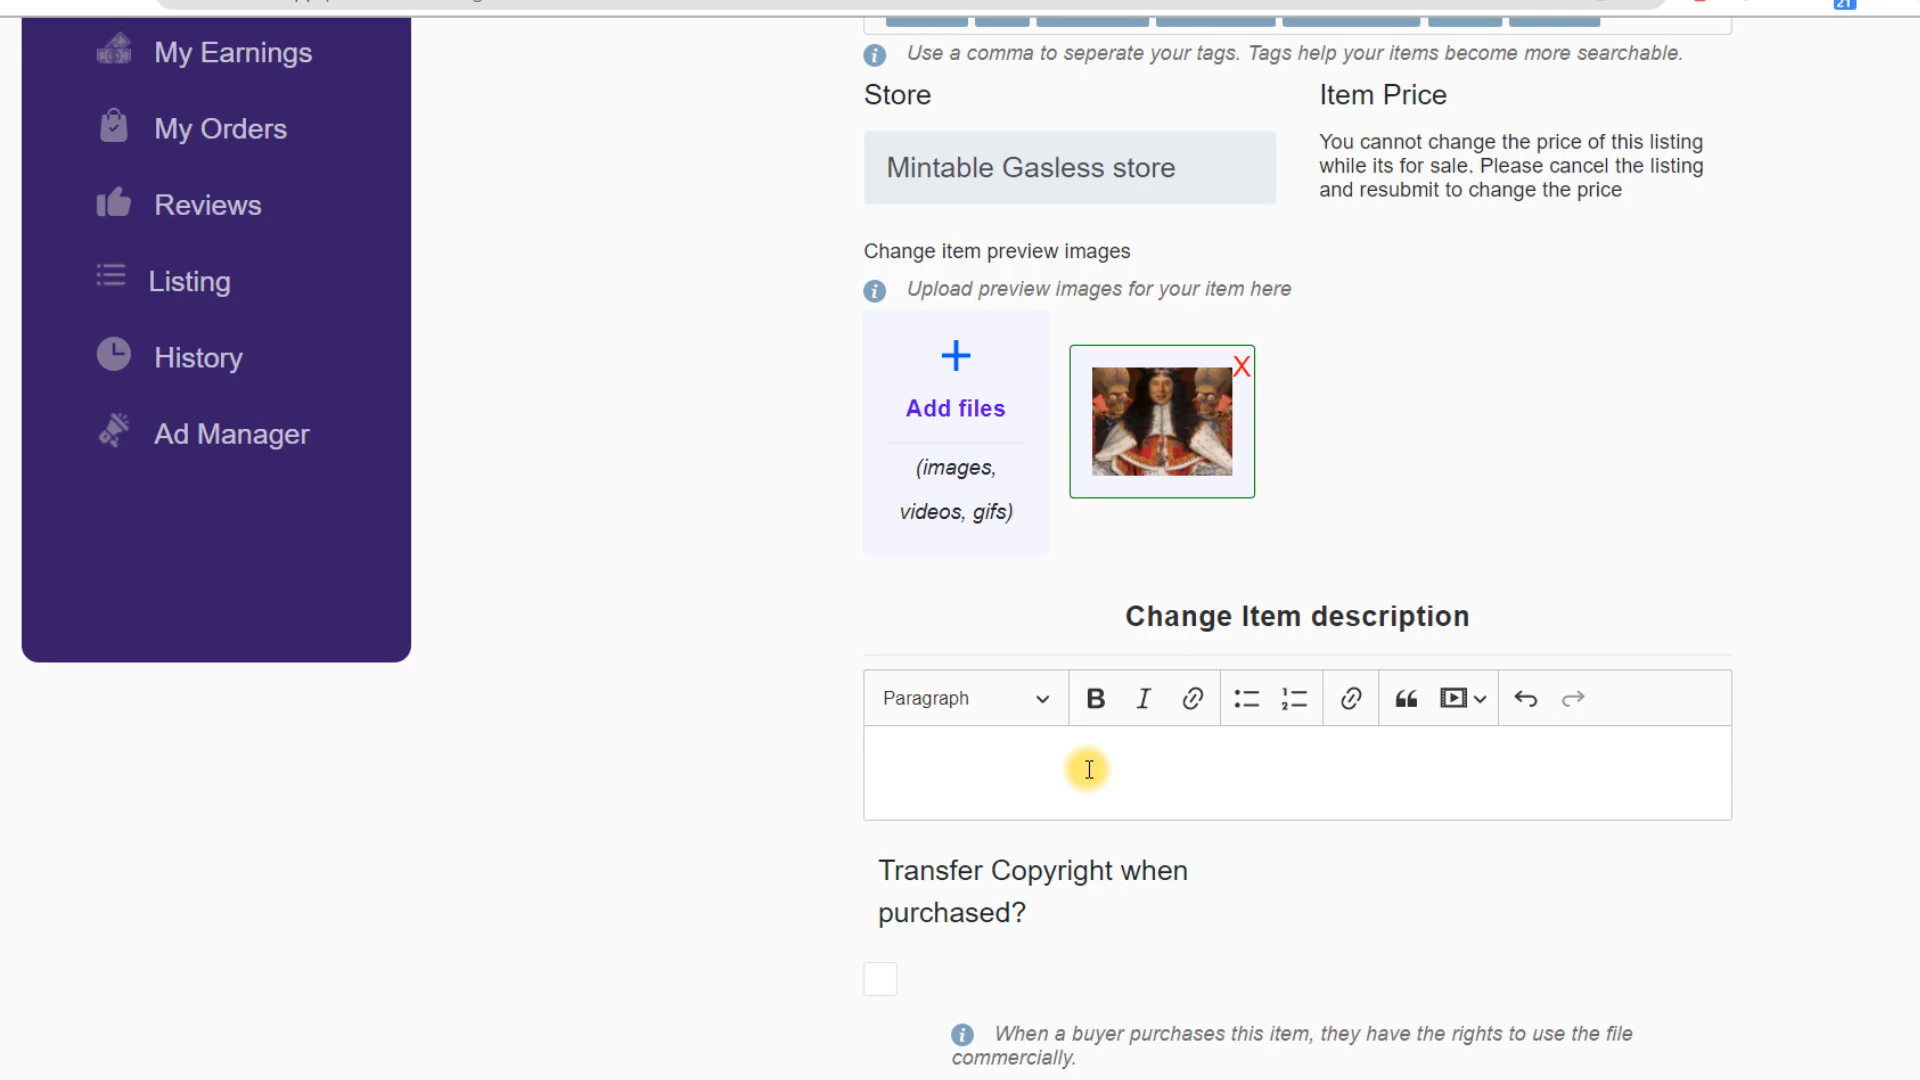 21
My Earnings
My Orders
Reviews
Listing
History
Ad Manager
Use a comma to seperate your tags. Tags help your items become more searchable.
Store
Mintable Gasless store
Item Price
You cannot change the price of this listing
while its for sale. Please cancel the listing
and resubmit to change the price
Change item preview images
Upload preview images for your item here
Add files
(images,
videos, gifs)
X
Change Item description
Paragraph
Transfer Copyright when
purchased?
When a buyer purchases this item, they have the rights to use the file
commercially.